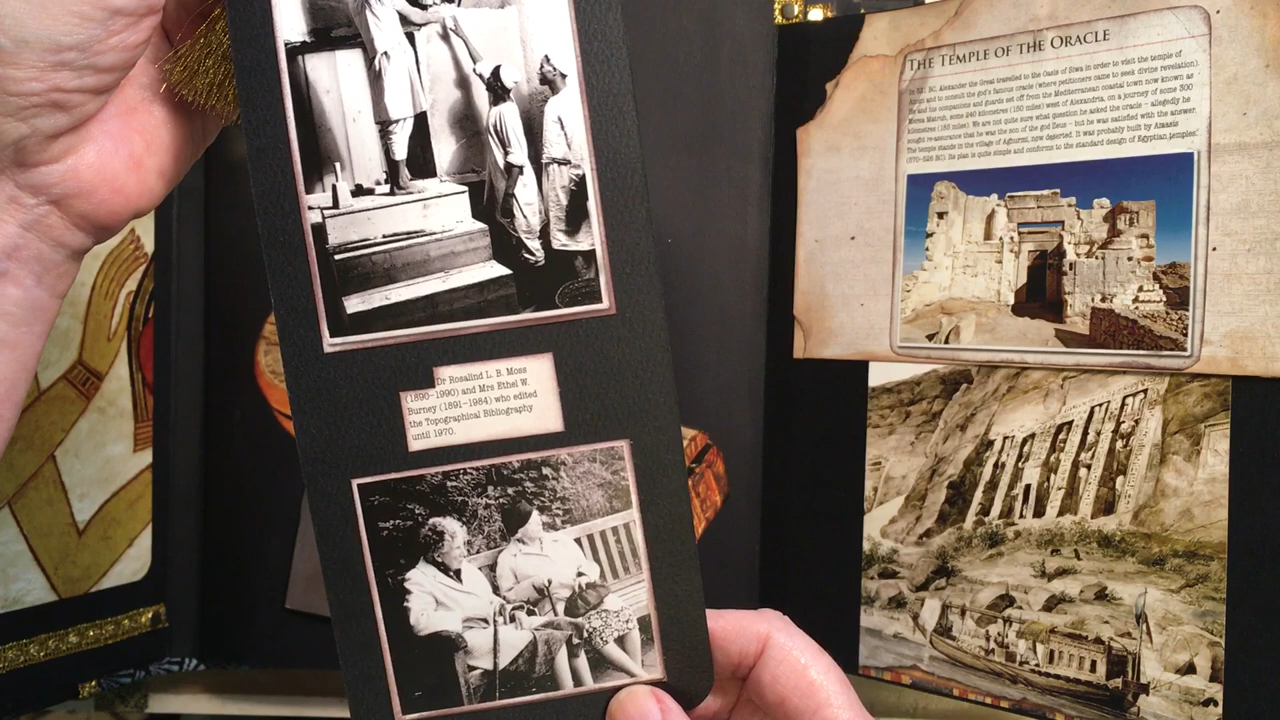 Dr Rosalind L. B. Moss
(1890–1990) and Mrs Ethel W.
Burney (1891–1984) who edited
the Topographical Bibliography
until 1970.
THE TEMPLE OF THE ORACLE
In 331 BC, Alexander the Great travelled to the Oasis of Siwa in order to visit the temple of
Amun and to consult the god's famous oracle (where petitioners came to seek divine revelation).
He and his companions and guards set off from the Mediterranean coastal town now known as
Mersa Matruh, some 240 kilometres (150 miles) west of Alexandria, on a journey of some 300
kilometres (185 miles). We are not quite sure what question he asked the oracle – allegedly he
sought re-assurance that he was the son of the god Zeus – but he was satisfied with the answer.
The temple stands in the village of Aghurmi, now deserted. It was probably built by Amasis
(570–526 BC). Its plan is quite simple and conforms to the standard design of Egyptian temples.